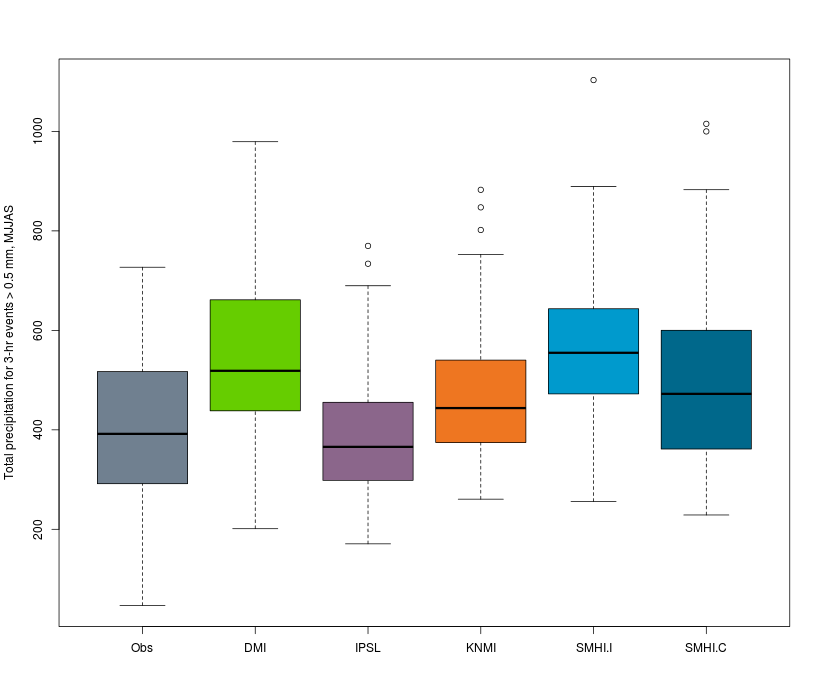 Total precipitation for 3-hr events > 0.5 mm, MJJAS
1000
800
600
400
200
Obs DMI IPSL KNMI SMHI.I SMHI.C